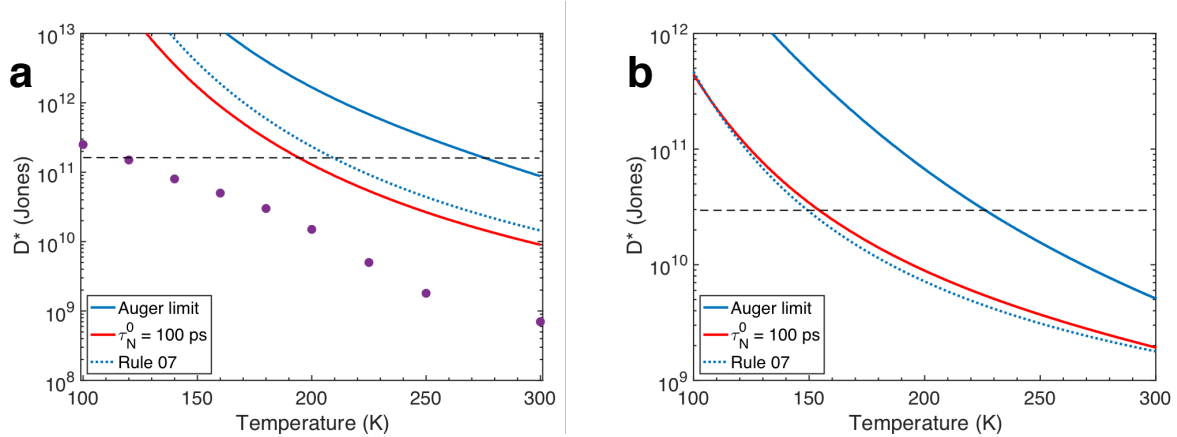 a
10^13
10^12
10^11
10^10
10^9
10^8
D* (Jones)
100
150
200
250
300
Temperature (K)
Auger limit
τ_N^0 = 100 ps
Rule 07
b
10^12
10^11
10^10
10^9
D* (Jones)
100
150
200
250
300
Temperature (K)
Auger limit
τ_N^0 = 100 ps
Rule 07